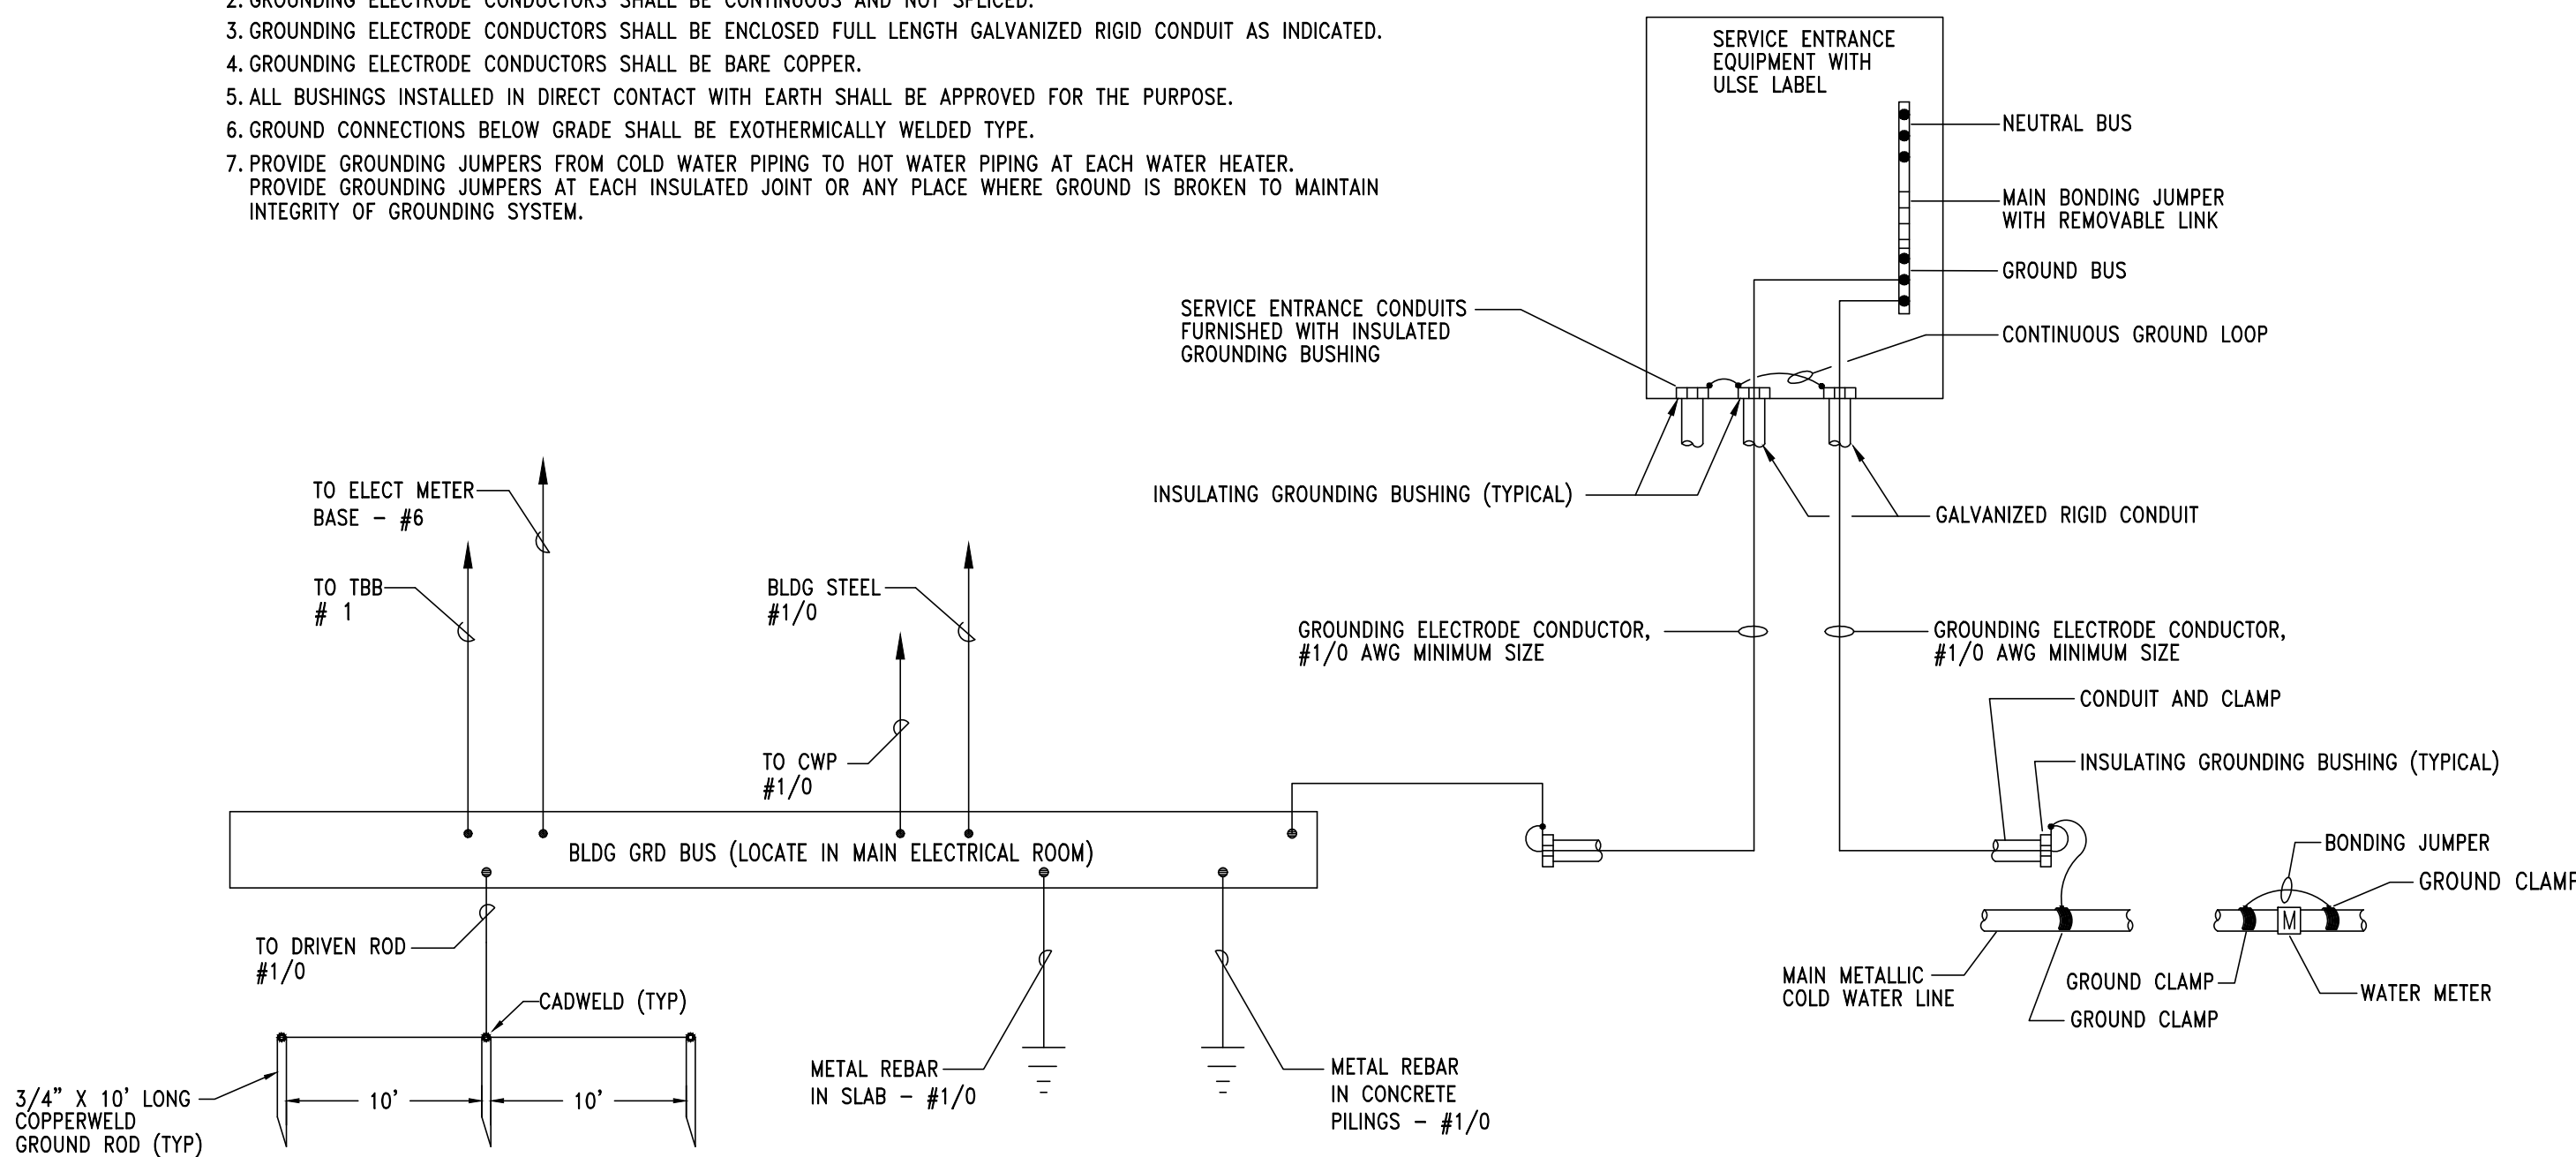 2. GROUNDING ELECTRODE CONDUCTORS SHALL BE CONTINUOUS AND NOT SPLICED.
3. GROUNDING ELECTRODE CONDUCTORS SHALL BE ENCLOSED FULL LENGTH GALVANIZED RIGID CONDUIT AS INDICATED.
4. GROUNDING ELECTRODE CONDUCTORS SHALL BE BARE COPPER.
5. ALL BUSHINGS INSTALLED IN DIRECT CONTACT WITH EARTH SHALL BE APPROVED FOR THE PURPOSE.
6. GROUND CONNECTIONS BELOW GRADE SHALL BE EXOTHERMICALLY WELDED TYPE.
7. PROVIDE GROUNDING JUMPERS FROM COLD WATER PIPING TO HOT WATER PIPING AT EACH WATER HEATER.
PROVIDE GROUNDING JUMPERS AT EACH INSULATED JOINT OR ANY PLACE WHERE GROUND IS BROKEN TO MAINTAIN
INTEGRITY OF GROUNDING SYSTEM.
SERVICE ENTRANCE
EQUIPMENT WITH
ULSE LABEL
NEUTRAL BUS
MAIN BONDING JUMPER
WITH REMOVABLE LINK
GROUND BUS
CONTINUOUS GROUND LOOP
SERVICE ENTRANCE CONDUITS
FURNISHED WITH INSULATED
GROUNDING BUSHING
INSULATING GROUNDING BUSHING (TYPICAL)
GALVANIZED RIGID CONDUIT
TO ELECT METER
BASE - #6
TO TBB
# 1
BLDG STEEL
#1/0
TO CWP
#1/0
GROUNDING ELECTRODE CONDUCTOR,
#1/0 AWG MINIMUM SIZE
GROUNDING ELECTRODE CONDUCTOR,
#1/0 AWG MINIMUM SIZE
CONDUIT AND CLAMP
INSULATING GROUNDING BUSHING (TYPICAL)
BLDG GRD BUS (LOCATE IN MAIN ELECTRICAL ROOM)
BONDING JUMPER
GROUND CLAMP
M
TO DRIVEN ROD
#1/0
MAIN METALLIC
COLD WATER LINE
GROUND CLAMP
GROUND CLAMP
WATER METER
CADWELD (TYP)
METAL REBAR
IN SLAB - #1/0
METAL REBAR
IN CONCRETE
PILINGS - #1/0
3/4" X 10' LONG
COPPERWELD
GROUND ROD (TYP)
10'
10'